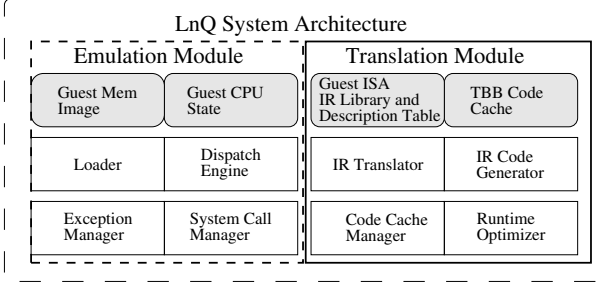 LnQ System Architecture
Emulation Module
Guest Mem
Image
Guest CPU
State
Loader
Dispatch
Engine
Exception
Manager
System Call
Manager
Translation Module
Guest ISA
IR Library and
Description Table
TBB Code
Cache
IR Translator
IR Code
Generator
Code Cache
Manager
Runtime
Optimizer